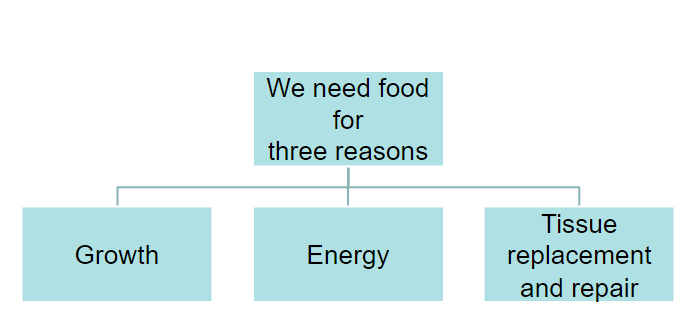 We need food
for
three reasons
Growth
Energy
Tissue
replacement
and repair